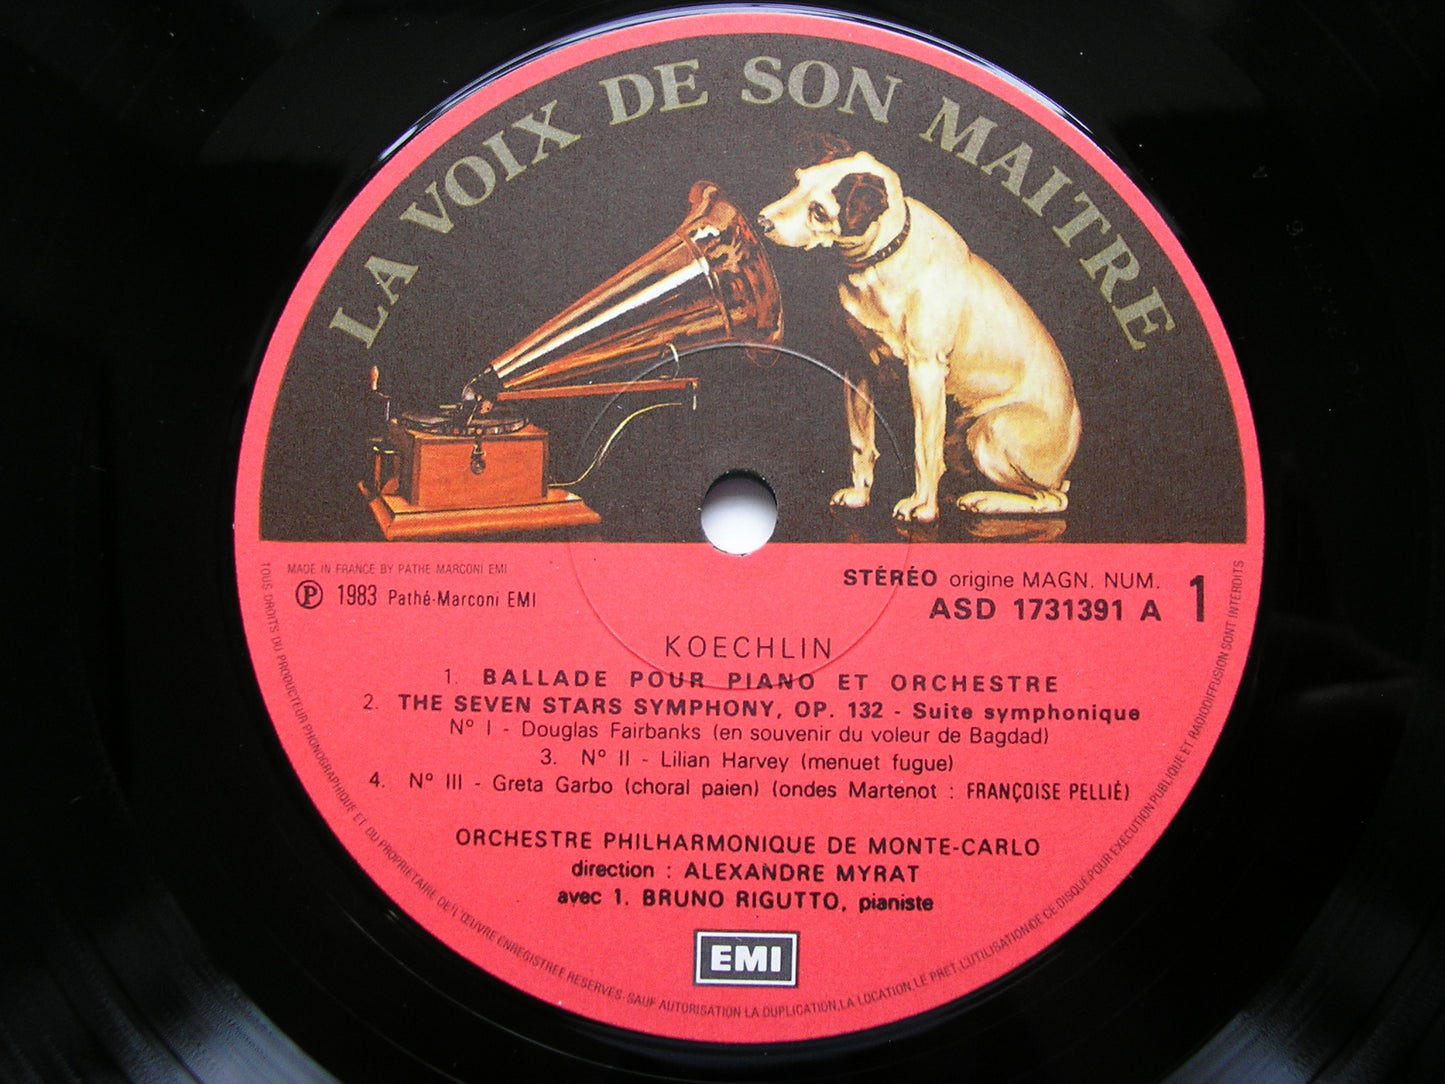 LA VOIX DE SON MAITRE
MADE IN FRANCE BY PATHE MARCONI EMI
Ⓟ 1983 Pathé-Marconi EMI
STÉRÉO origine MAGN. NUM.
ASD 1731391 A
1
KOECHLIN
1. BALLADE POUR PIANO ET ORCHESTRE
2. THE SEVEN STARS SYMPHONY, OP. 132 - Suite symphonique
Nº I - Douglas Fairbanks (en souvenir du voleur de Bagdad)
3. Nº II - Lilian Harvey (menuet fugue)
4. Nº III - Greta Garbo (choral paien) (ondes Martenot : FRANÇOISE PELLIÉ)
ORCHESTRE PHILHARMONIQUE DE MONTE-CARLO
direction : ALEXANDRE MYRAT
avec 1. BRUNO RIGUTTO, pianiste
EMI
TOUS DROITS DU PRODUCTEUR PHONOGRAPHIQUE ET DU PROPRIETAIRE DE L'ŒUVRE ENREGISTREE RESERVES. SAUF AUTORISATION LA DUPLICATION, LA LOCATION, LE PRET, L'UTILISATION DE CE DISQUE POUR EXECUTION PUBLIQUE ET RADIODIFFUSION SONT INTERDITS